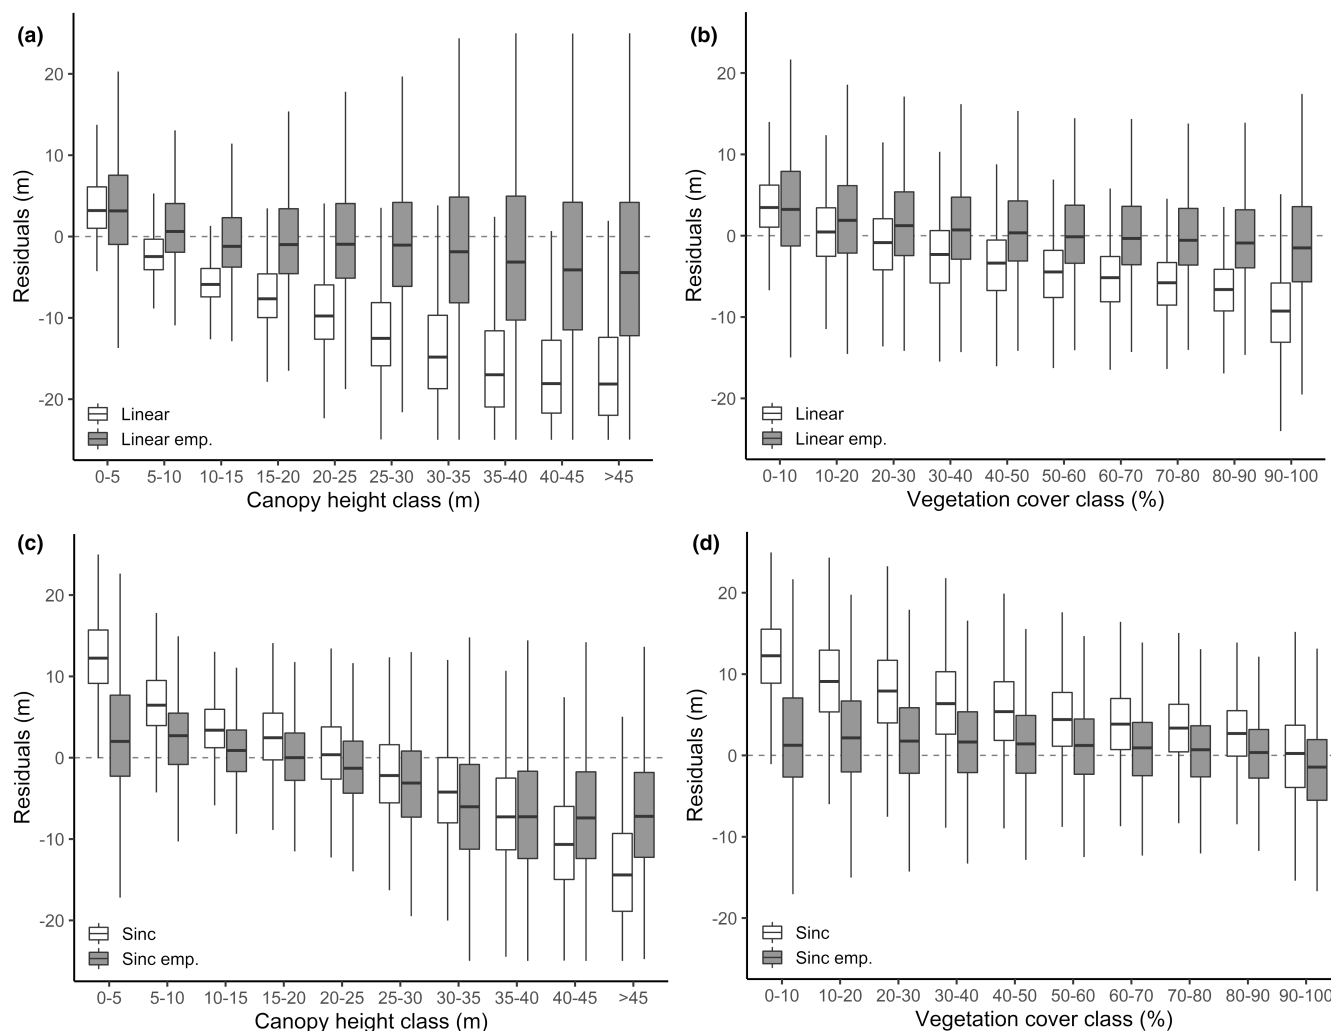 (a)
20
10
0
-10
-20
Residuals (m)
Linear
Linear emp.
0-5 5-10 10-15 15-20 20-25 25-30 30-35 35-40 40-45 >45
Canopy height class (m)
(b)
20
10
0
-10
-20
Residuals (m)
Linear
Linear emp.
0-10 10-20 20-30 30-40 40-50 50-60 60-70 70-80 80-90 90-100
Vegetation cover class (%)
(c)
20
10
0
-10
-20
Residuals (m)
Sinc
Sinc emp.
0-5 5-10 10-15 15-20 20-25 25-30 30-35 35-40 40-45 >45
Canopy height class (m)
(d)
20
10
0
-10
-20
Residuals (m)
Sinc
Sinc emp.
0-10 10-20 20-30 30-40 40-50 50-60 60-70 70-80 80-90 90-100
Vegetation cover class (%)